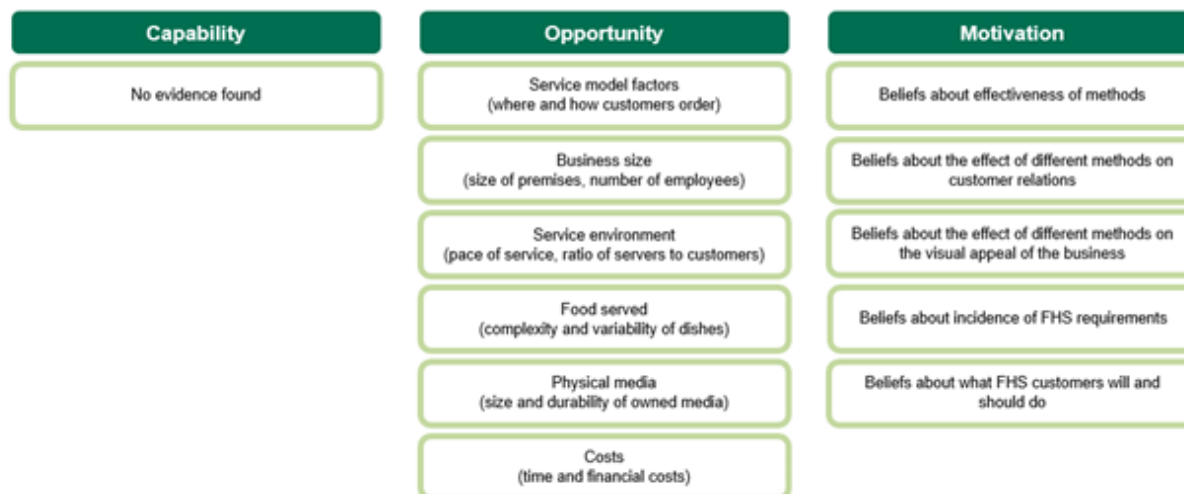 Capability
No evidence found
Opportunity
Service model factors
(where and how customers order)
Business size
(size of premises, number of employees)
Service environment
(pace of service, ratio of servers to customers)
Food served
(complexity and variability of dishes)
Physical media
(size and durability of owned media)
Costs
(time and financial costs)
Motivation
Beliefs about effectiveness of methods
Beliefs about the effect of different methods on
customer relations
Beliefs about the effect of different methods on
the visual appeal of the business
Beliefs about incidence of FHS requirements
Beliefs about what FHS customers will and
should do